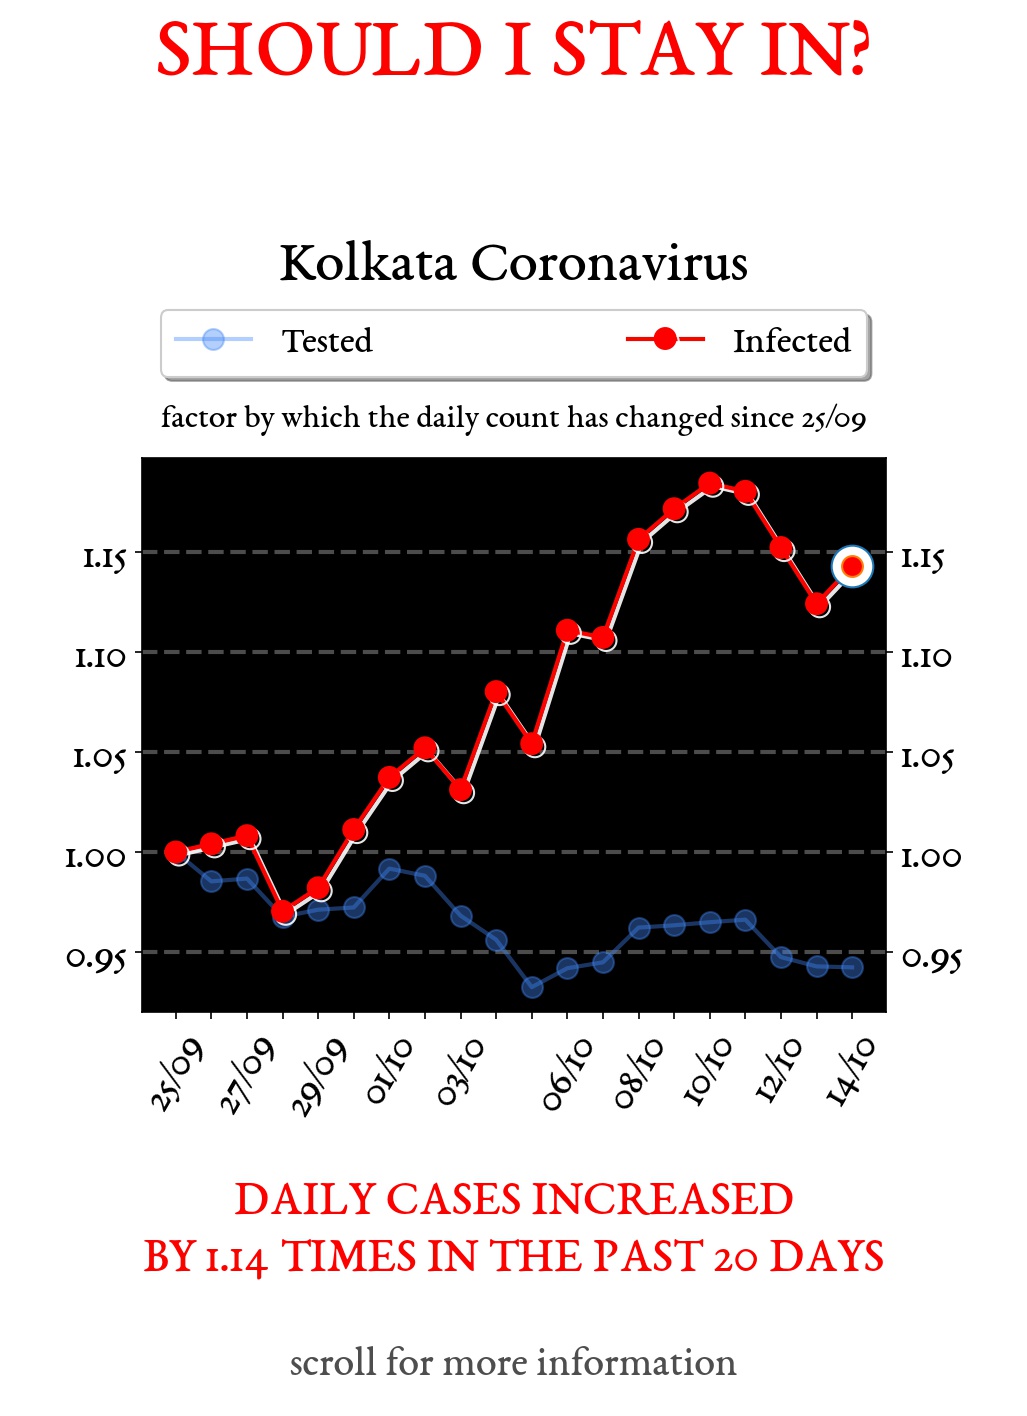 SHOULD I STAY IN?
Kolkata Coronavirus
Tested
Infected
factor by which the daily count has changed since 25/09
1.15
1.15
1.10
1.10
1.05
1.05
1.00
1.00
0.95
0.95
25/09
27/09
29/09
01/10
03/10
06/10
08/10
10/10
12/10
14/10
DAILY CASES INCREASED
BY 1.14 TIMES IN THE PAST 20 DAYS
scroll for more information